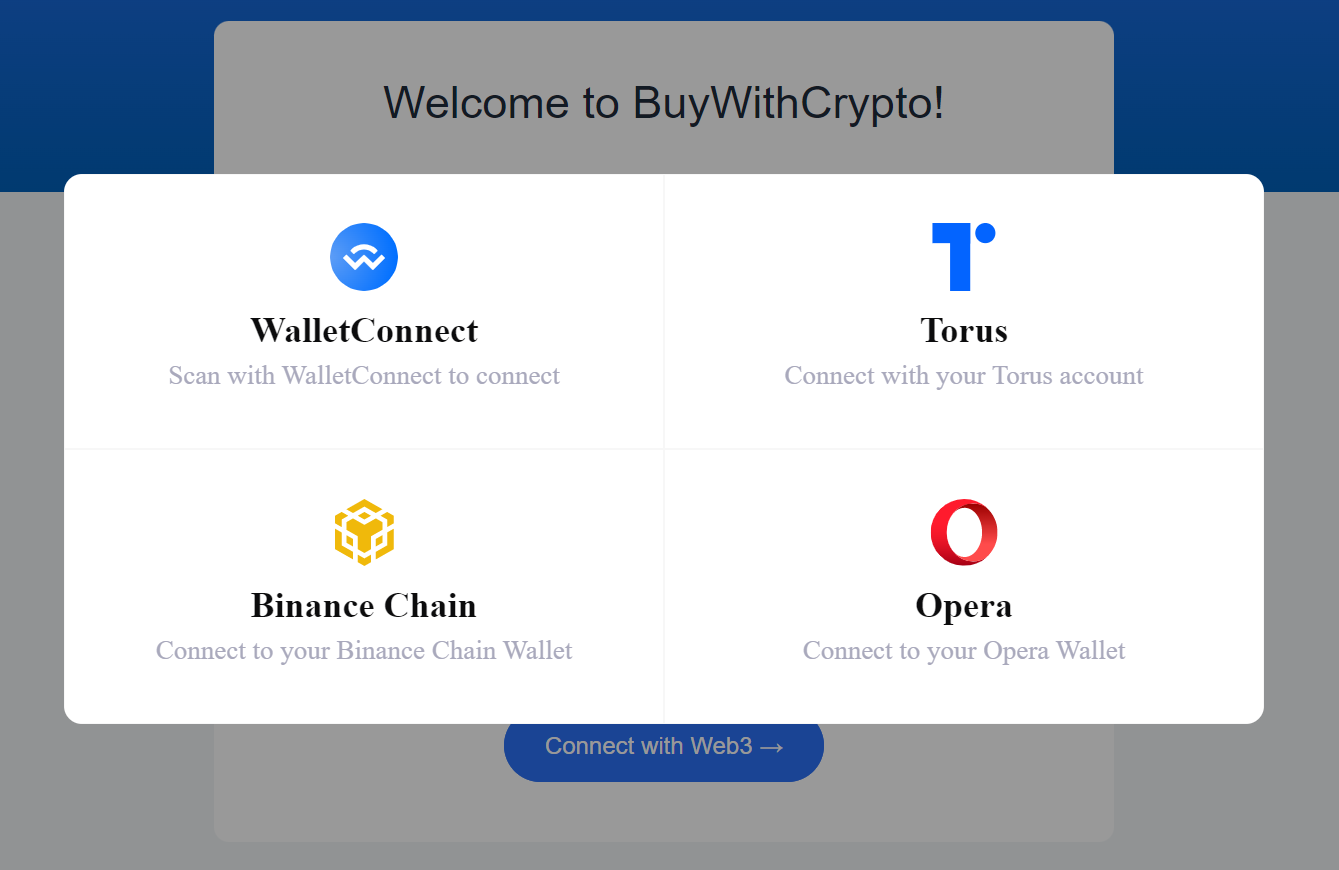 Welcome to BuyWithCrypto!
WalletConnect
Scan with WalletConnect to connect
Torus
Connect with your Torus account
Binance Chain
Connect to your Binance Chain Wallet
Opera
Connect to your Opera Wallet
Connect with Web3 →